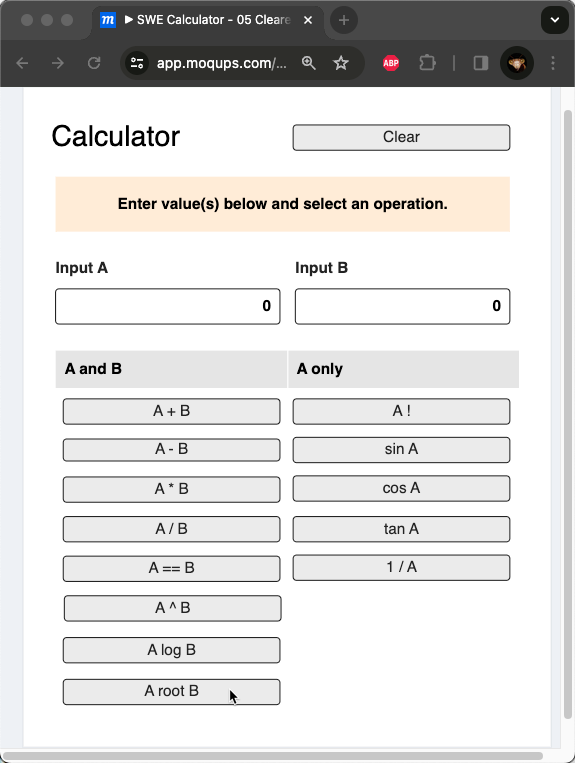 SWE Calculator - 05 Cleare
app.moqups.com/...
ABP
Calculator
Clear
Enter value(s) below and select an operation.
Input A
Input B
0
0
A and B
A only
A + B
A !
A - B
sin A
A * B
cos A
A / B
tan A
A == B
1 / A
A ^ B
A log B
A root B